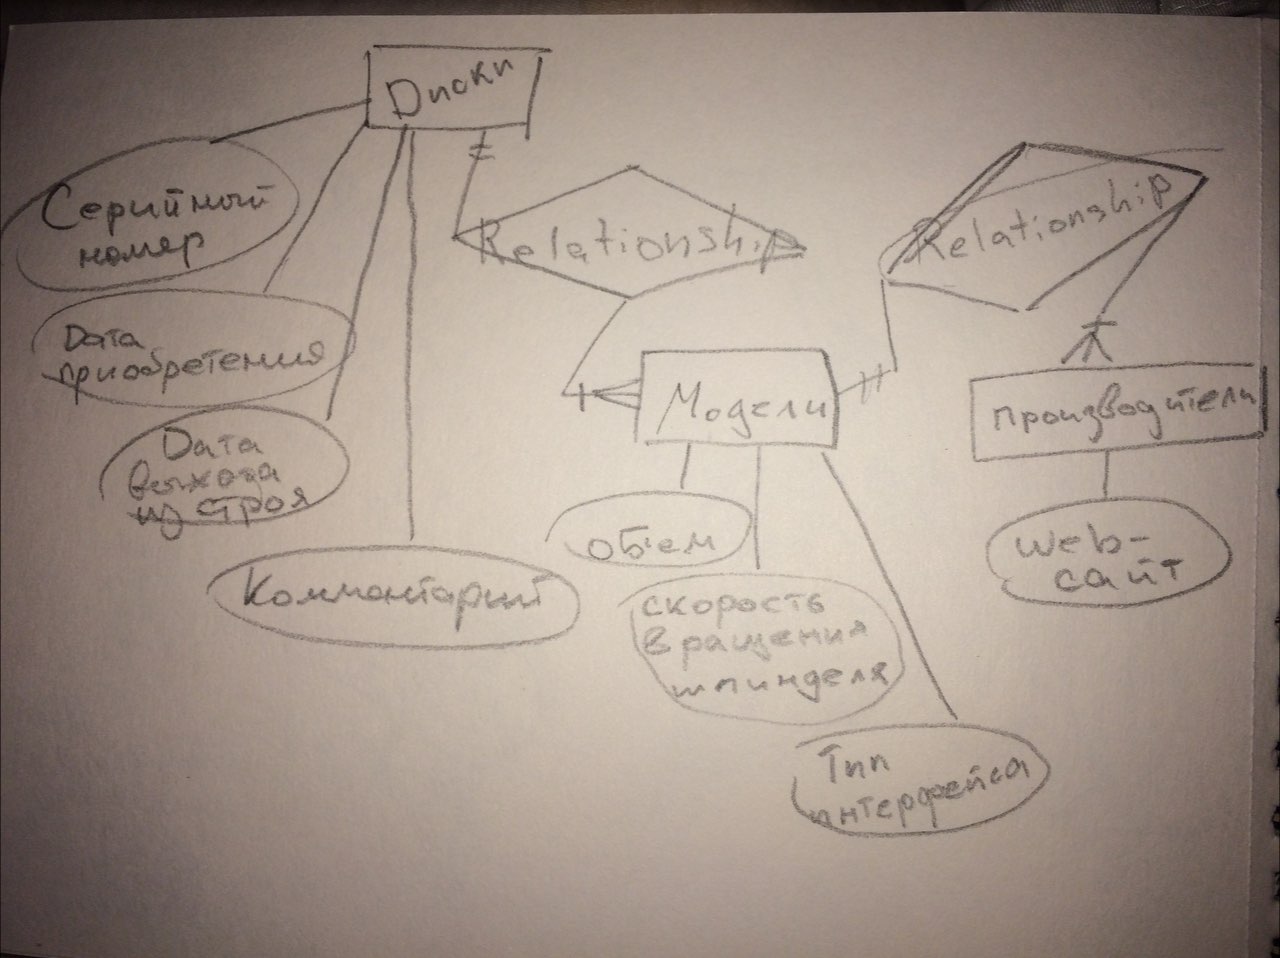 Диски
Серийный
номер
Дата
приобретения
Дата
выхода
из строя
Комментарий
Relationship
Relationship
Модели
объем
скорость
вращения
шпинделя
Тип
интерфейса
производители
web-
сайт